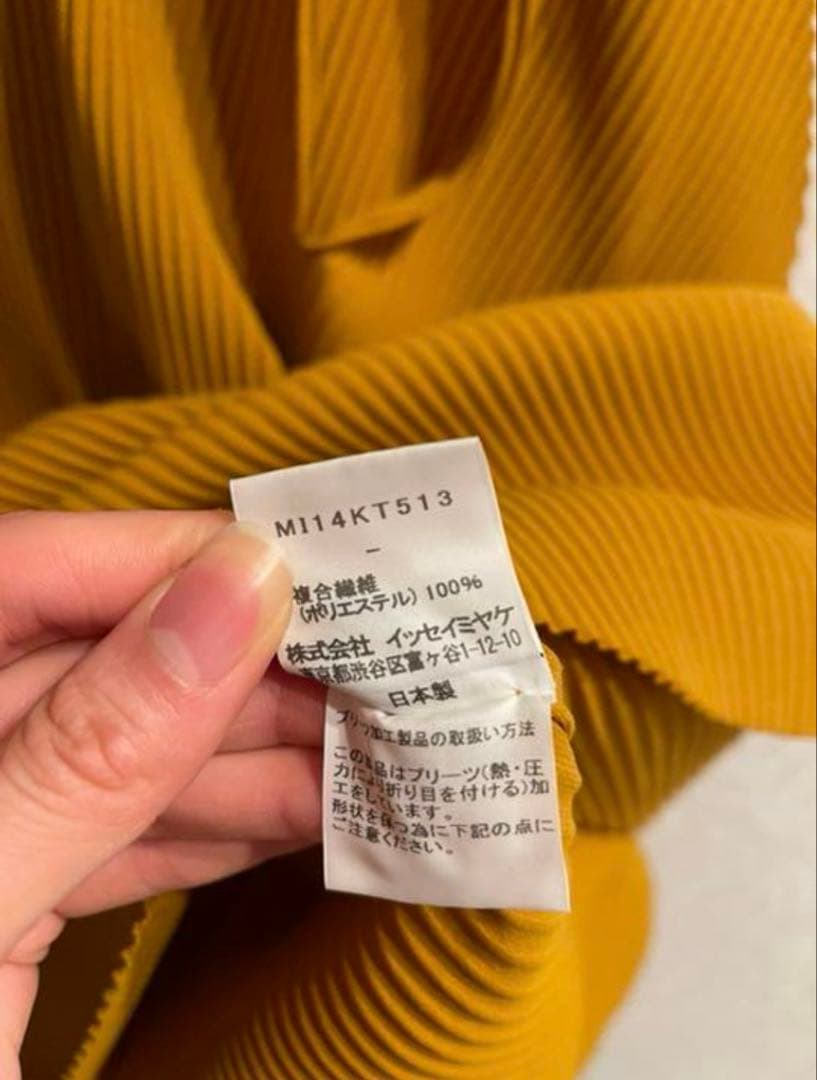 MI14KT513
–
複合繊維
(ポリエステル) 100%
株式会社 イッセイミヤケ
東京都渋谷区富ヶ谷1-12-10
日本製
プリーツ加工製品の取扱い方法
この製品はプリーツ(熱・圧
力により折り目を付ける)加
工をしています。
形状を保つ為に下記の点に
ご注意ください。